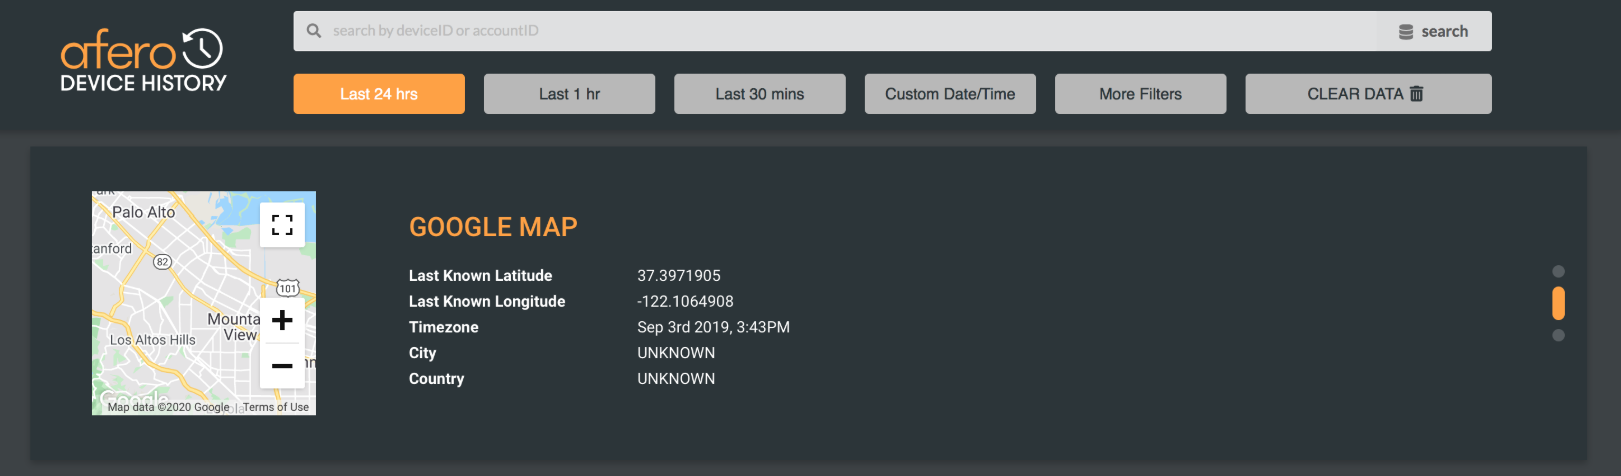 afero
DEVICE HISTORY
search by deviceID or accountID
search
Last 24 hrs
Last 1 hr
Last 30 mins
Custom Date/Time
More Filters
CLEAR DATA
Palo Alto
anford
82
101
Mounta
View
Los Altos Hills
Google
Map data ©2020 Google
Terms of Use
GOOGLE MAP
Last Known Latitude 37.3971905
Last Known Longitude -122.1064908
Timezone Sep 3rd 2019, 3:43PM
City UNKNOWN
Country UNKNOWN